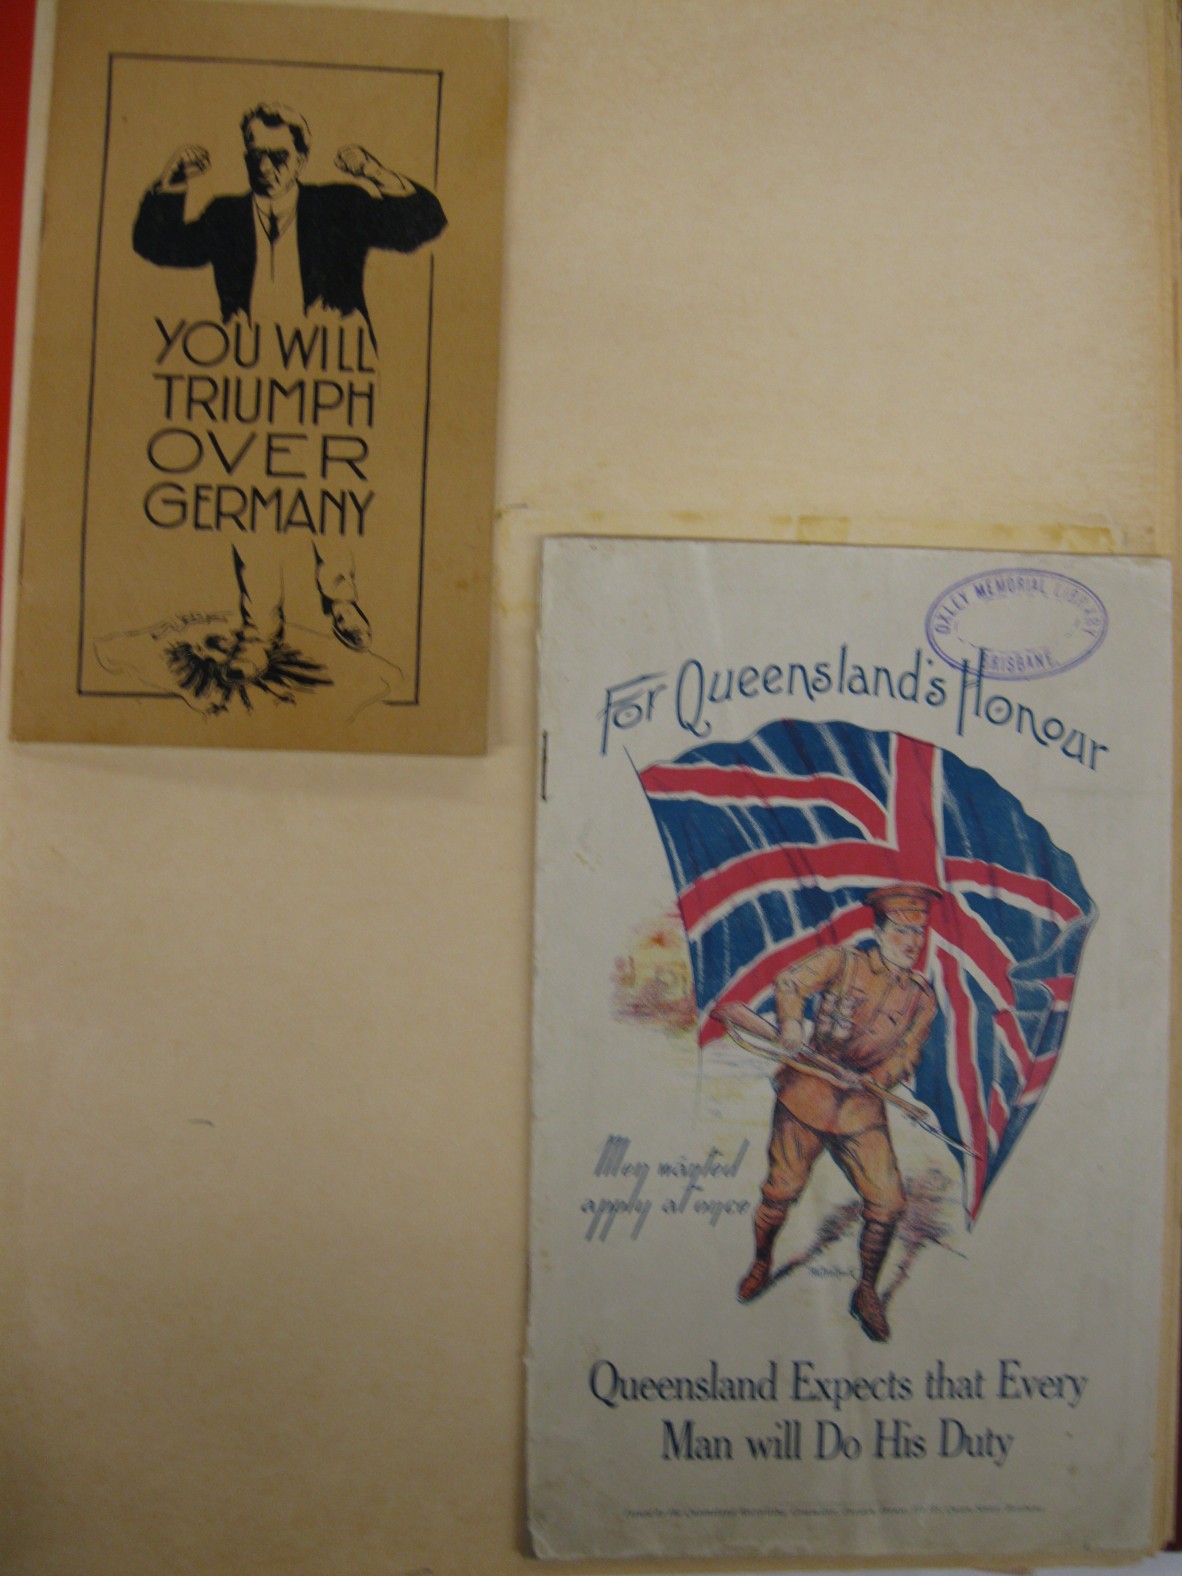 YOU WILL
TRIUMPH
OVER
GERMANY
OXLEY MEMORIAL LIBRARY
BRISBANE
For Queensland's Honour
Men wanted
apply at once
Queensland Expects that Every
Man will Do His Duty